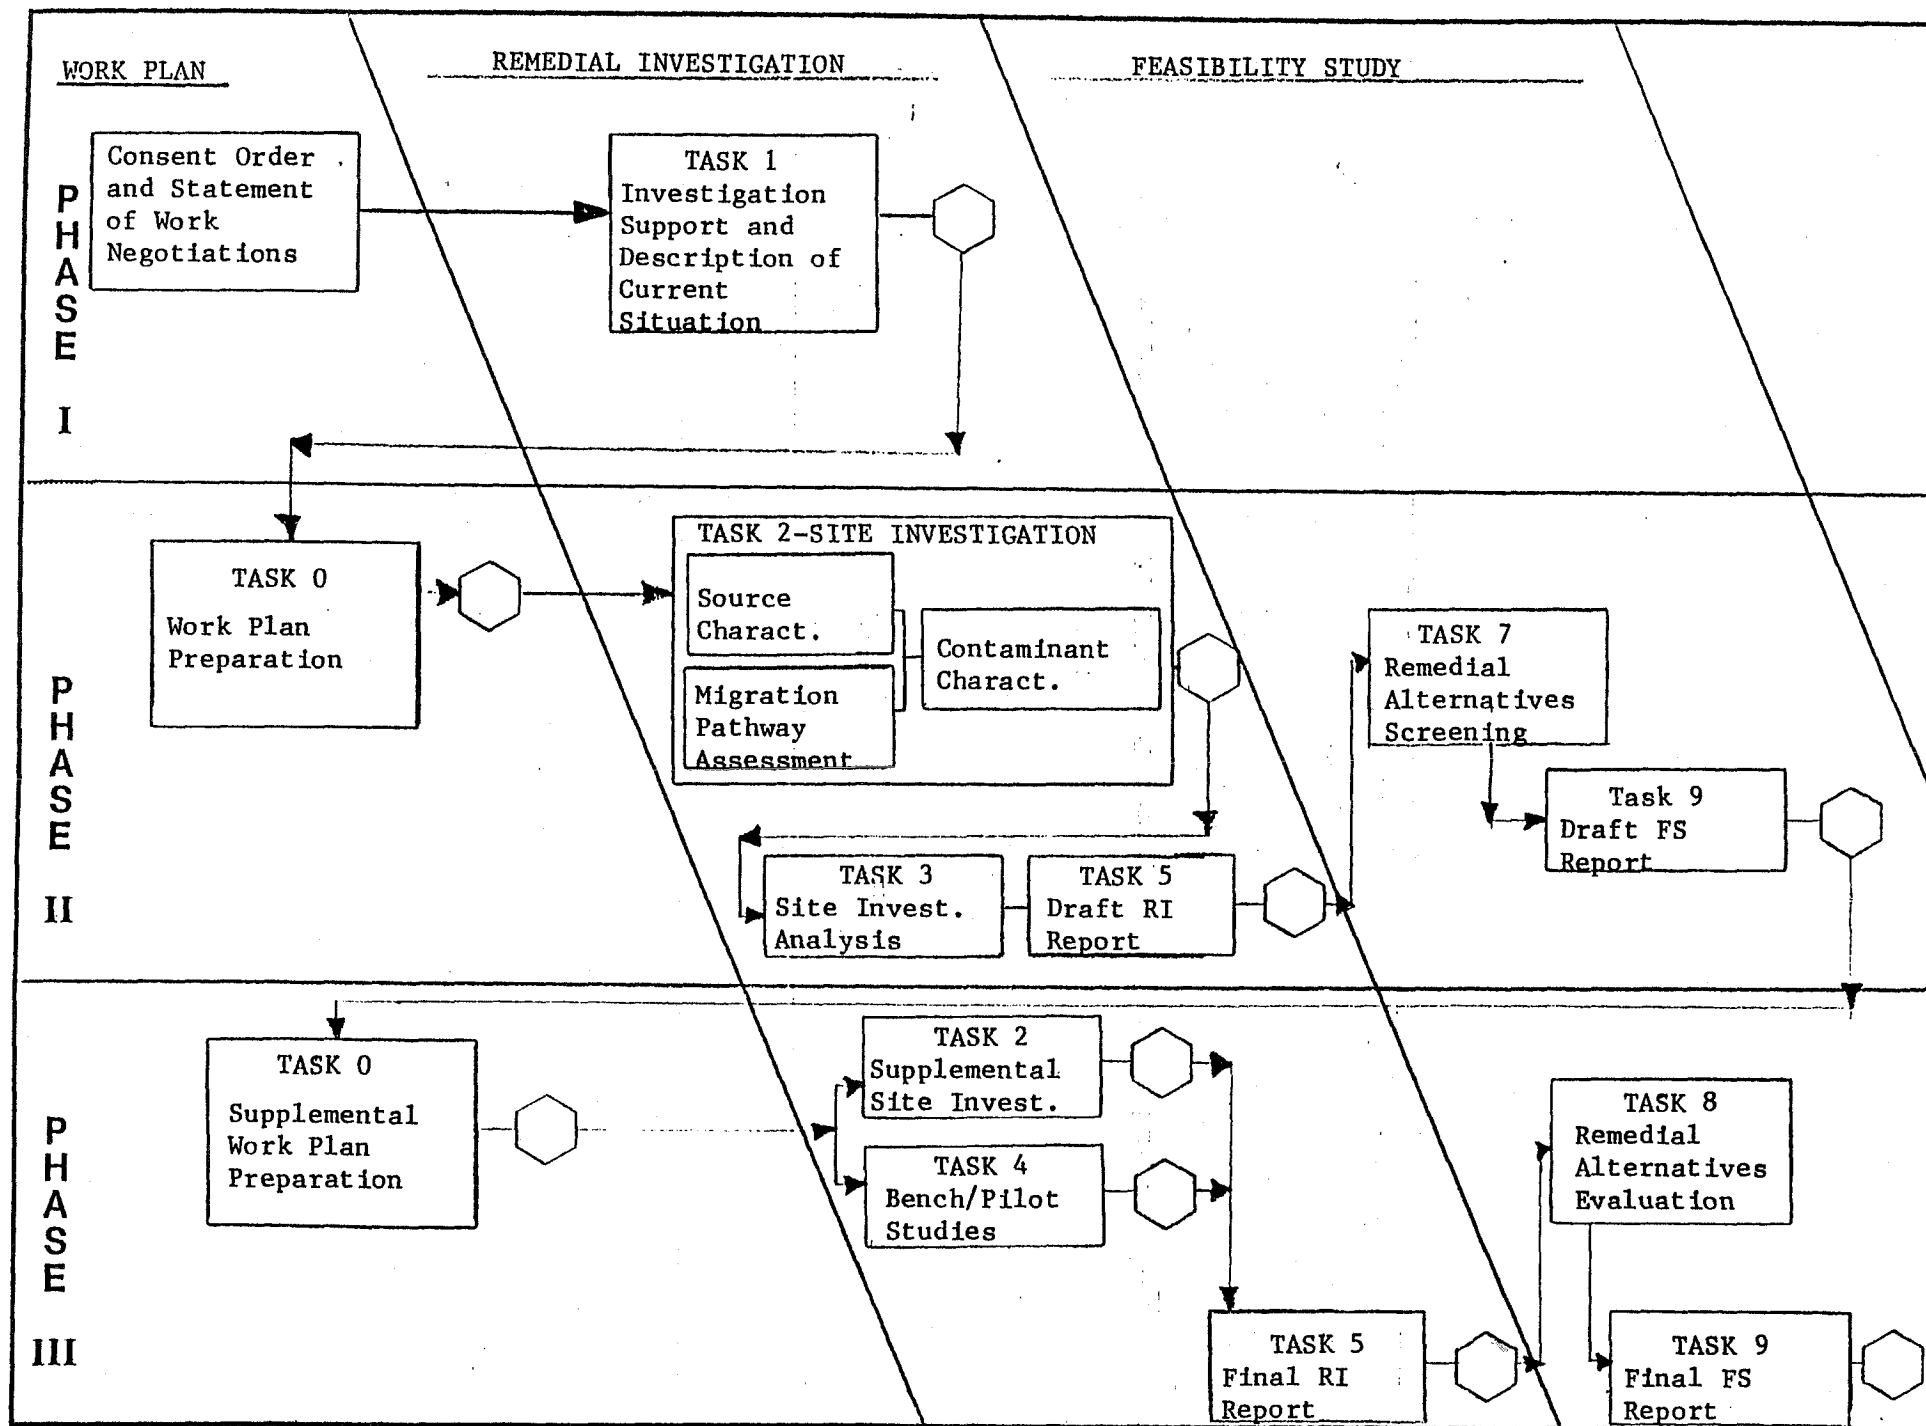 WORK PLAN
REMEDIAL INVESTIGATION
FEASIBILITY STUDY
PHASE I
Consent Order
and Statement
of Work
Negotiations
TASK 1
Investigation
Support and
Description of
Current
Situation
PHASE II
TASK 0
Work Plan
Preparation
TASK 2-SITE INVESTIGATION
Source
Charact.
Migration
Pathway
Assessment
Contaminant
Charact.
TASK 3
Site Invest.
Analysis
TASK 5
Draft RI
Report
TASK 7
Remedial
Alternatives
Screening
Task 9
Draft FS
Report
PHASE III
TASK 0
Supplemental
Work Plan
Preparation
TASK 2
Supplemental
Site Invest.
TASK 4
Bench/Pilot
Studies
TASK 5
Final RI
Report
TASK 8
Remedial
Alternatives
Evaluation
TASK 9
Final FS
Report